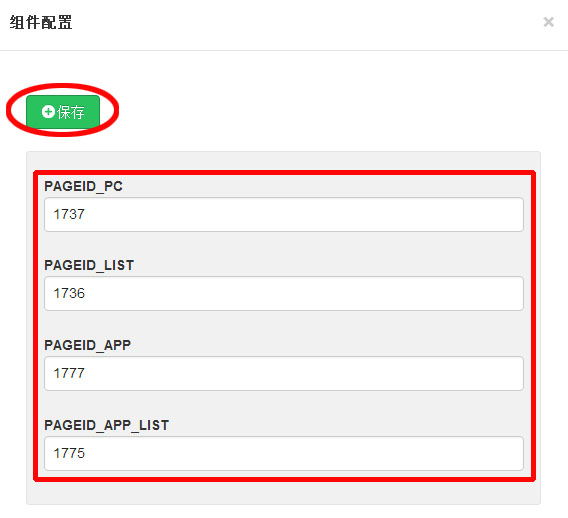 组件配置
保存
PAGEID_PC
1737
PAGEID_LIST
1736
PAGEID_APP
1777
PAGEID_APP_LIST
1775